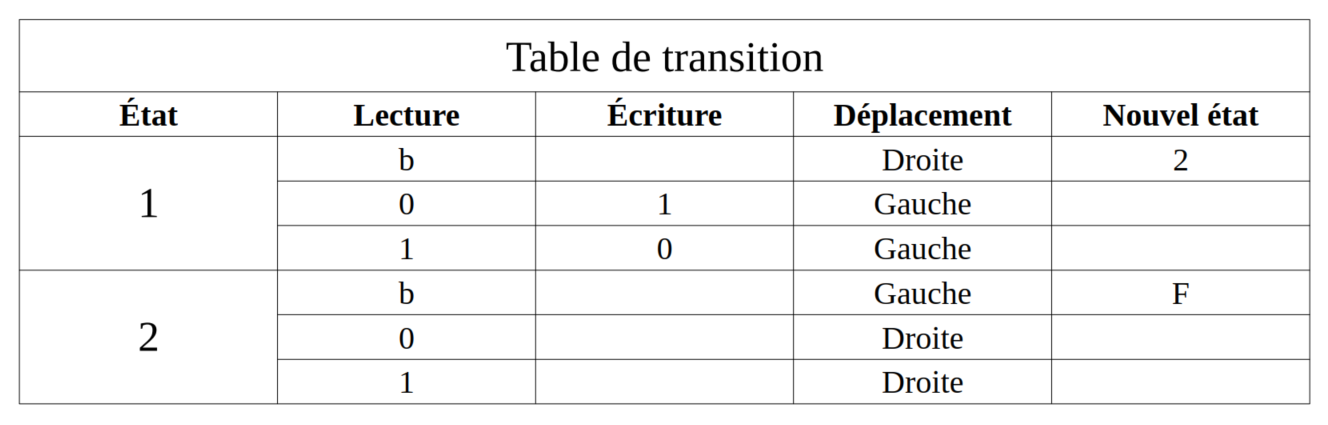 Table de transition
État Lecture Écriture Déplacement Nouvel état
1
b Droite 2
0 1 Gauche
1 0 Gauche
2
b Gauche F
0 Droite
1 Droite